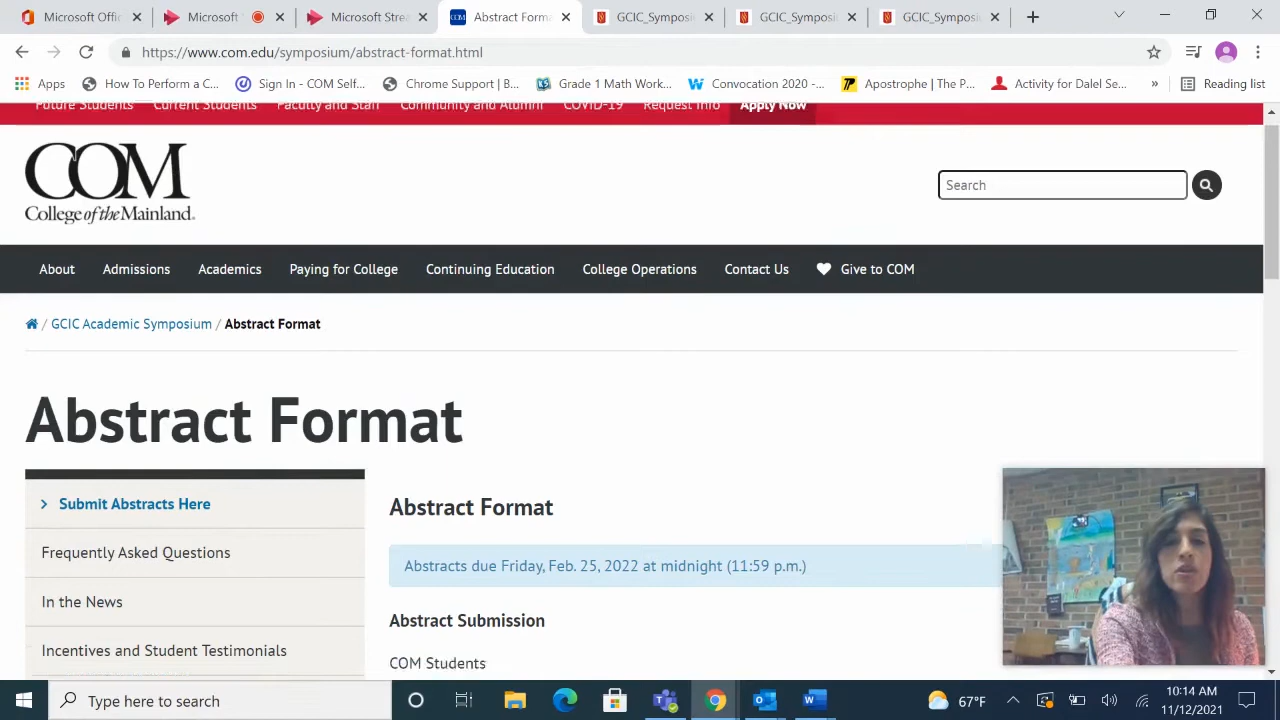 Microsoft Offic
Microsoft
Microsoft Strea
Abstract Forma
GCIC_Symposi
GCIC_Symposi
GCIC_Symposi
https://www.com.edu/symposium/abstract-format.html
Apps
How To Perform a C...
Sign In - COM Self...
Chrome Support | B...
Grade 1 Math Work...
Convocation 2020 -...
Apostrophe | The P...
Activity for Dalel Se...
»
Reading list
Future Students
Current Students
Faculty and Staff
Community and Alumni
COVID-19
Request Info
Apply Now
COM
College of the Mainland.
Search
About
Admissions
Academics
Paying for College
Continuing Education
College Operations
Contact Us
Give to COM
/ GCIC Academic Symposium / Abstract Format
Abstract Format
Submit Abstracts Here
Frequently Asked Questions
In the News
Incentives and Student Testimonials
Abstract Format
Abstracts due Friday, Feb. 25, 2022 at midnight (11:59 p.m.)
Abstract Submission
COM Students
Type here to search
67°F
10:14 AM
11/12/2021